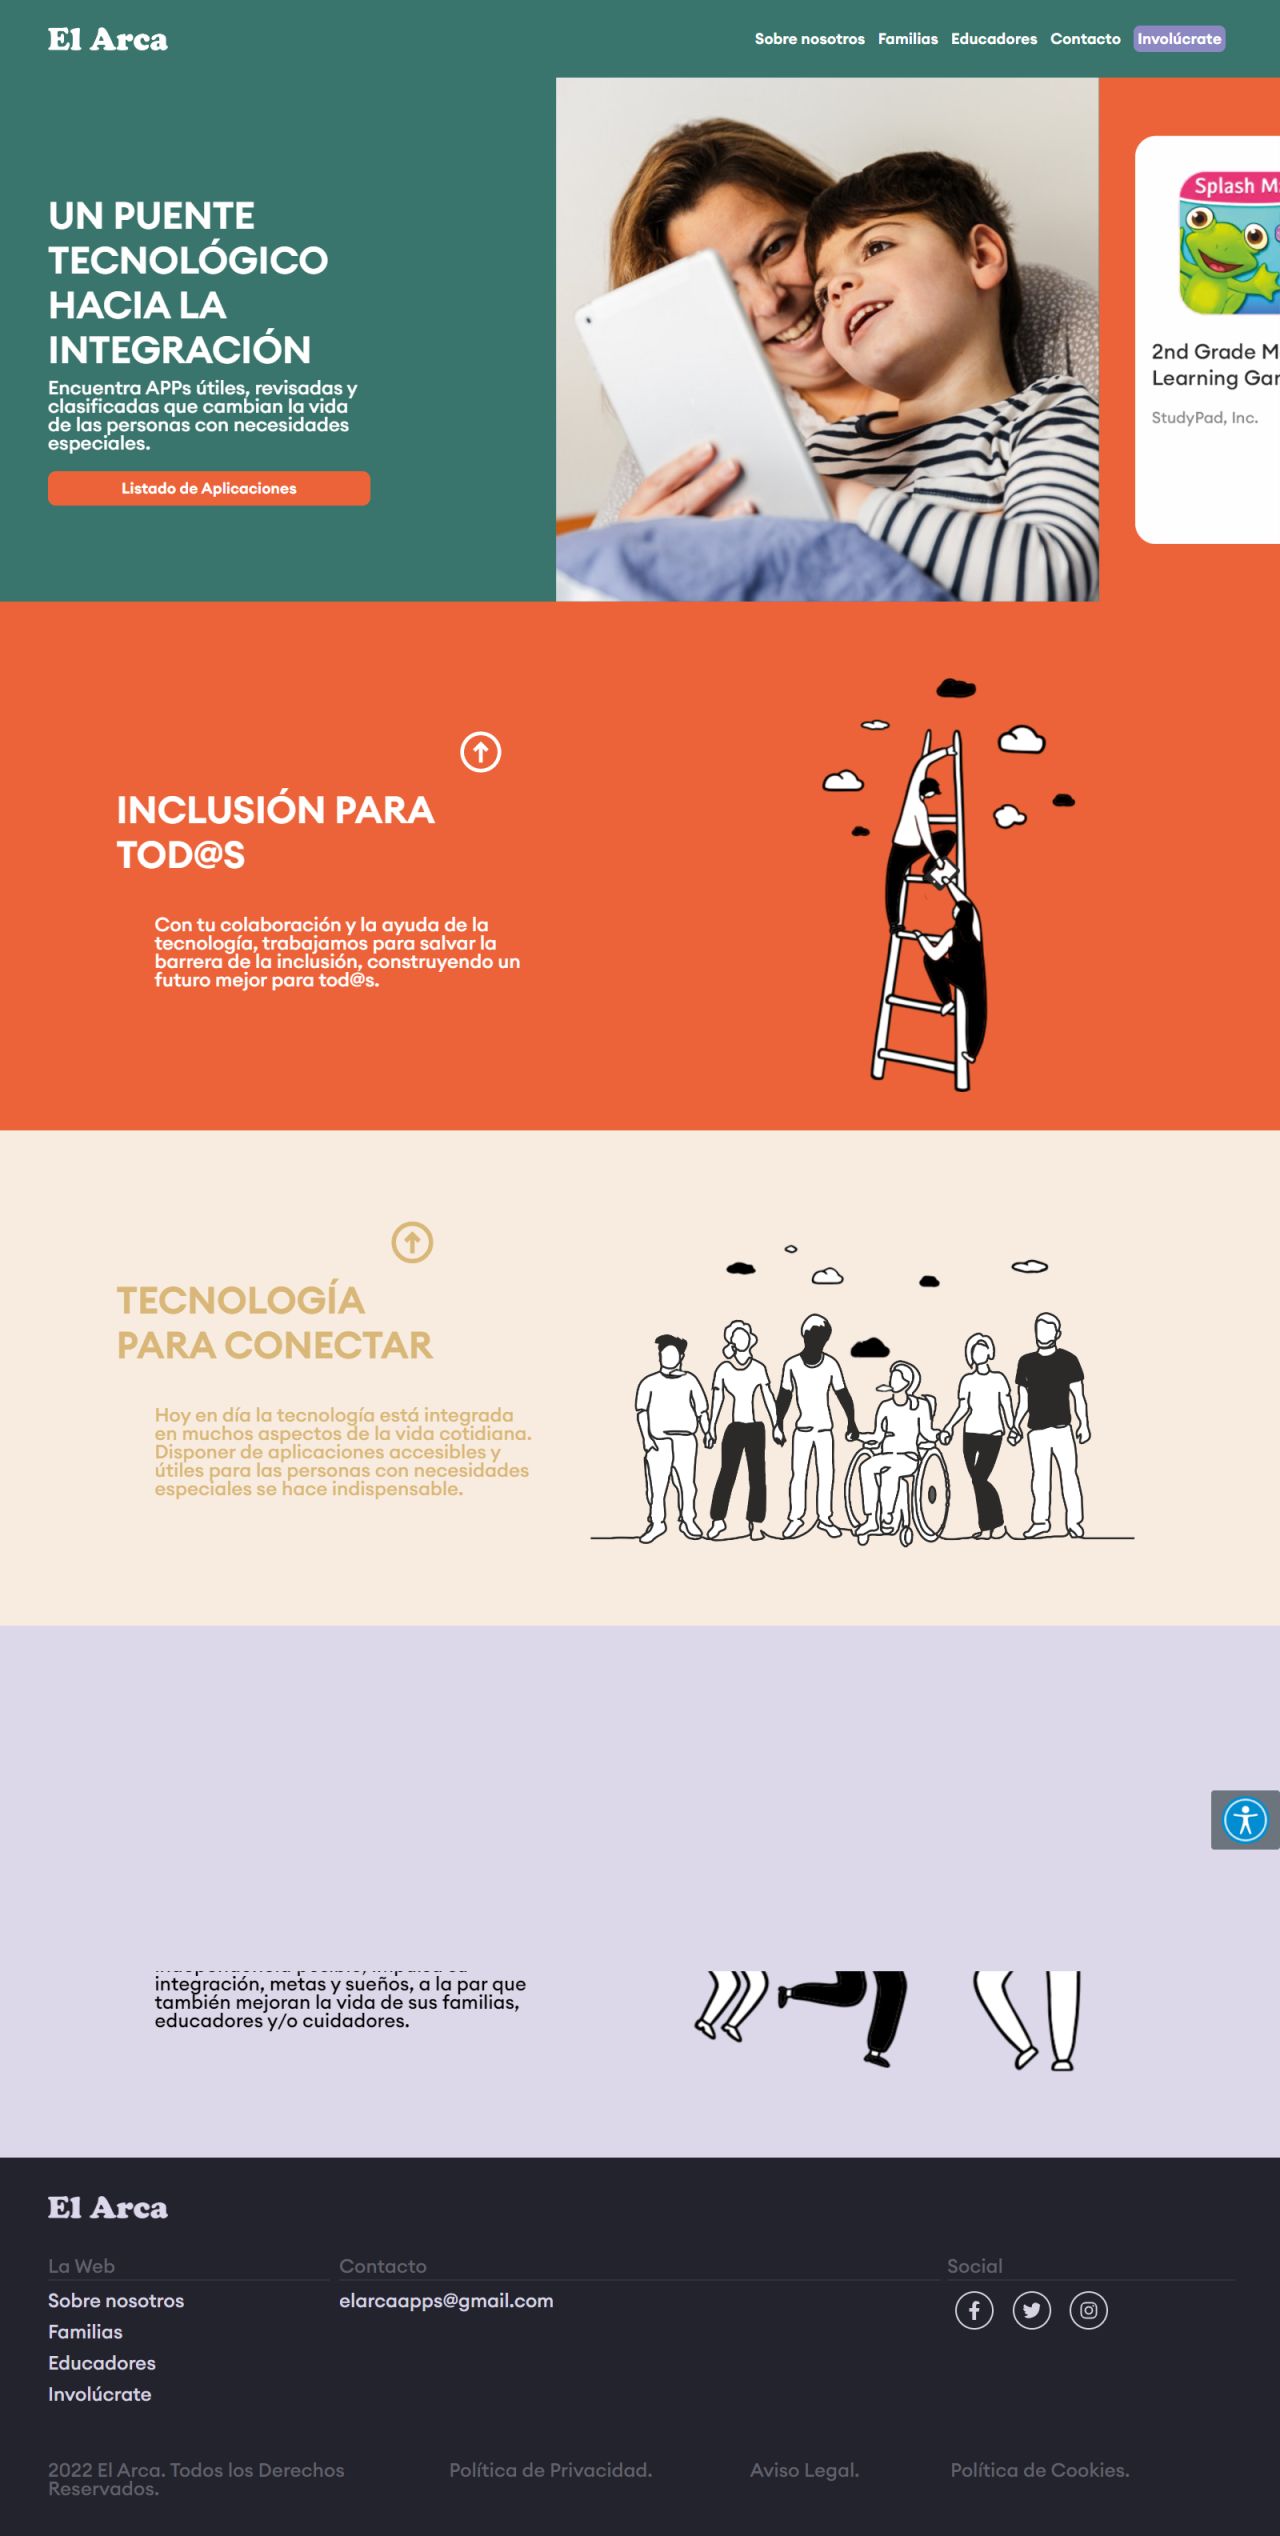 El Arca
Sobre nosotros Familias Educadores Contacto Involúcrate
UN PUENTE
TECNOLÓGICO
HACIA LA
INTEGRACIÓN
Encuentra APPs útiles, revisadas y
clasificadas que cambian la vida
de las personas con necesidades
especiales.
Listado de Aplicaciones
Splash
2nd Grade
Learning
StudyPad, Inc.
INCLUSIÓN PARA
TOD@S
Con tu colaboración y la ayuda de la
tecnología, trabajamos para salvar la
barrera de la inclusión, construyendo un
futuro mejor para tod@s.
TECNOLOGÍA
PARA CONECTAR
Hoy en día la tecnología está integrada
en muchos aspectos de la vida cotidiana.
Disponer de aplicaciones accesibles y
útiles para las personas con necesidades
especiales se hace indispensable.
integración, metas y sueños, a la par que
también mejoran la vida de sus familias,
educadores y/o cuidadores.
El Arca
La Web
Sobre nosotros
Familias
Educadores
Involúcrate
Contacto
elarcaapps@gmail.com
Social
2022 El Arca. Todos los Derechos
Reservados.
Política de Privacidad.
Aviso Legal.
Política de Cookies.